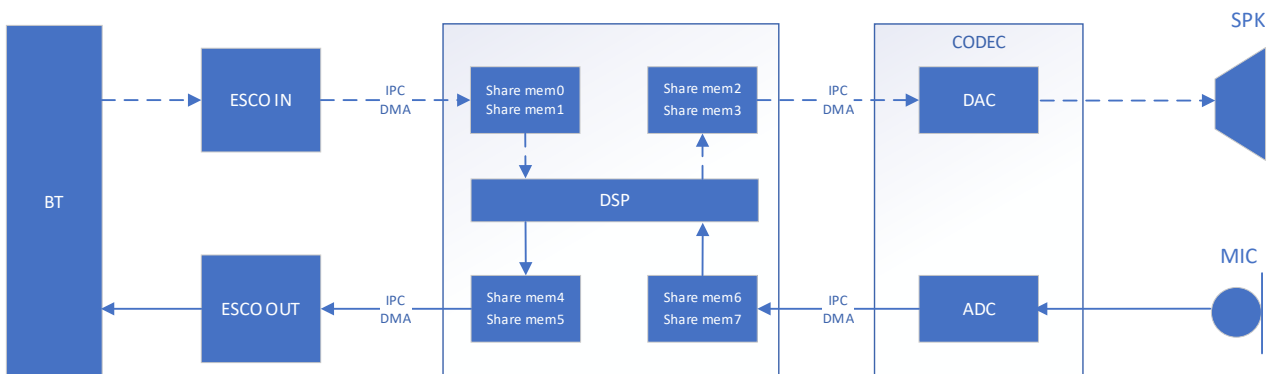 SPK
CODEC
ESCO IN
IPC
DMA
Share mem0
Share mem1
Share mem2
Share mem3
IPC
DMA
DAC
BT
DSP
MIC
ESCO OUT
IPC
DMA
Share mem4
Share mem5
Share mem6
Share mem7
IPC
DMA
ADC